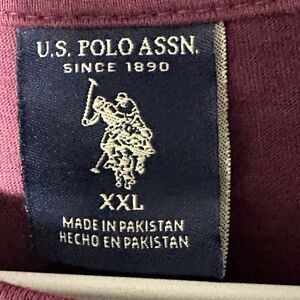 U.S. POLO ASSN.
SINCE 1890
XXL
MADE IN PAKISTAN
HECHO EN PAKISTAN